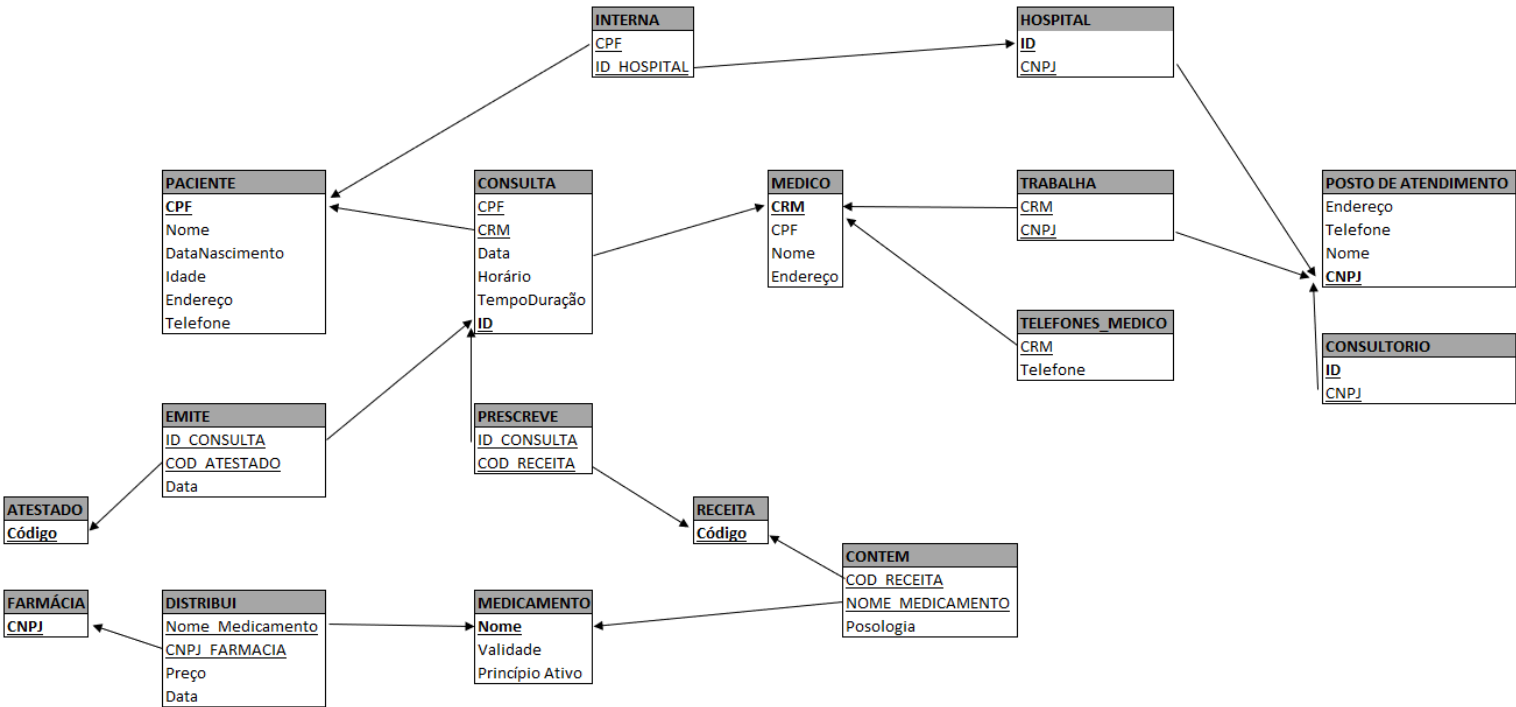 INTERNA
CPF
ID_HOSPITAL
HOSPITAL
ID
CNPJ
PACIENTE
CPF
Nome
DataNascimento
Idade
Endereço
Telefone
CONSULTA
CPF
CRM
Data
Horário
TempoDuração
ID
MEDICO
CRM
CPF
Nome
Endereço
TRABALHA
CRM
CNPJ
POSTO DE ATENDIMENTO
Endereço
Telefone
Nome
CNPJ
TELEFONES_MEDICO
CRM
Telefone
CONSULTORIO
ID
CNPJ
EMITE
ID_CONSULTA
COD_ATESTADO
Data
PRESCREVE
ID_CONSULTA
COD_RECEITA
ATESTADO
Código
RECEITA
Código
CONTEM
COD_RECEITA
NOME_MEDICAMENTO
Posologia
FARMÁCIA
CNPJ
DISTRIBUI
Nome_Medicamento
CNPJ_FARMACIA
Preço
Data
MEDICAMENTO
Nome
Validade
Princípio Ativo